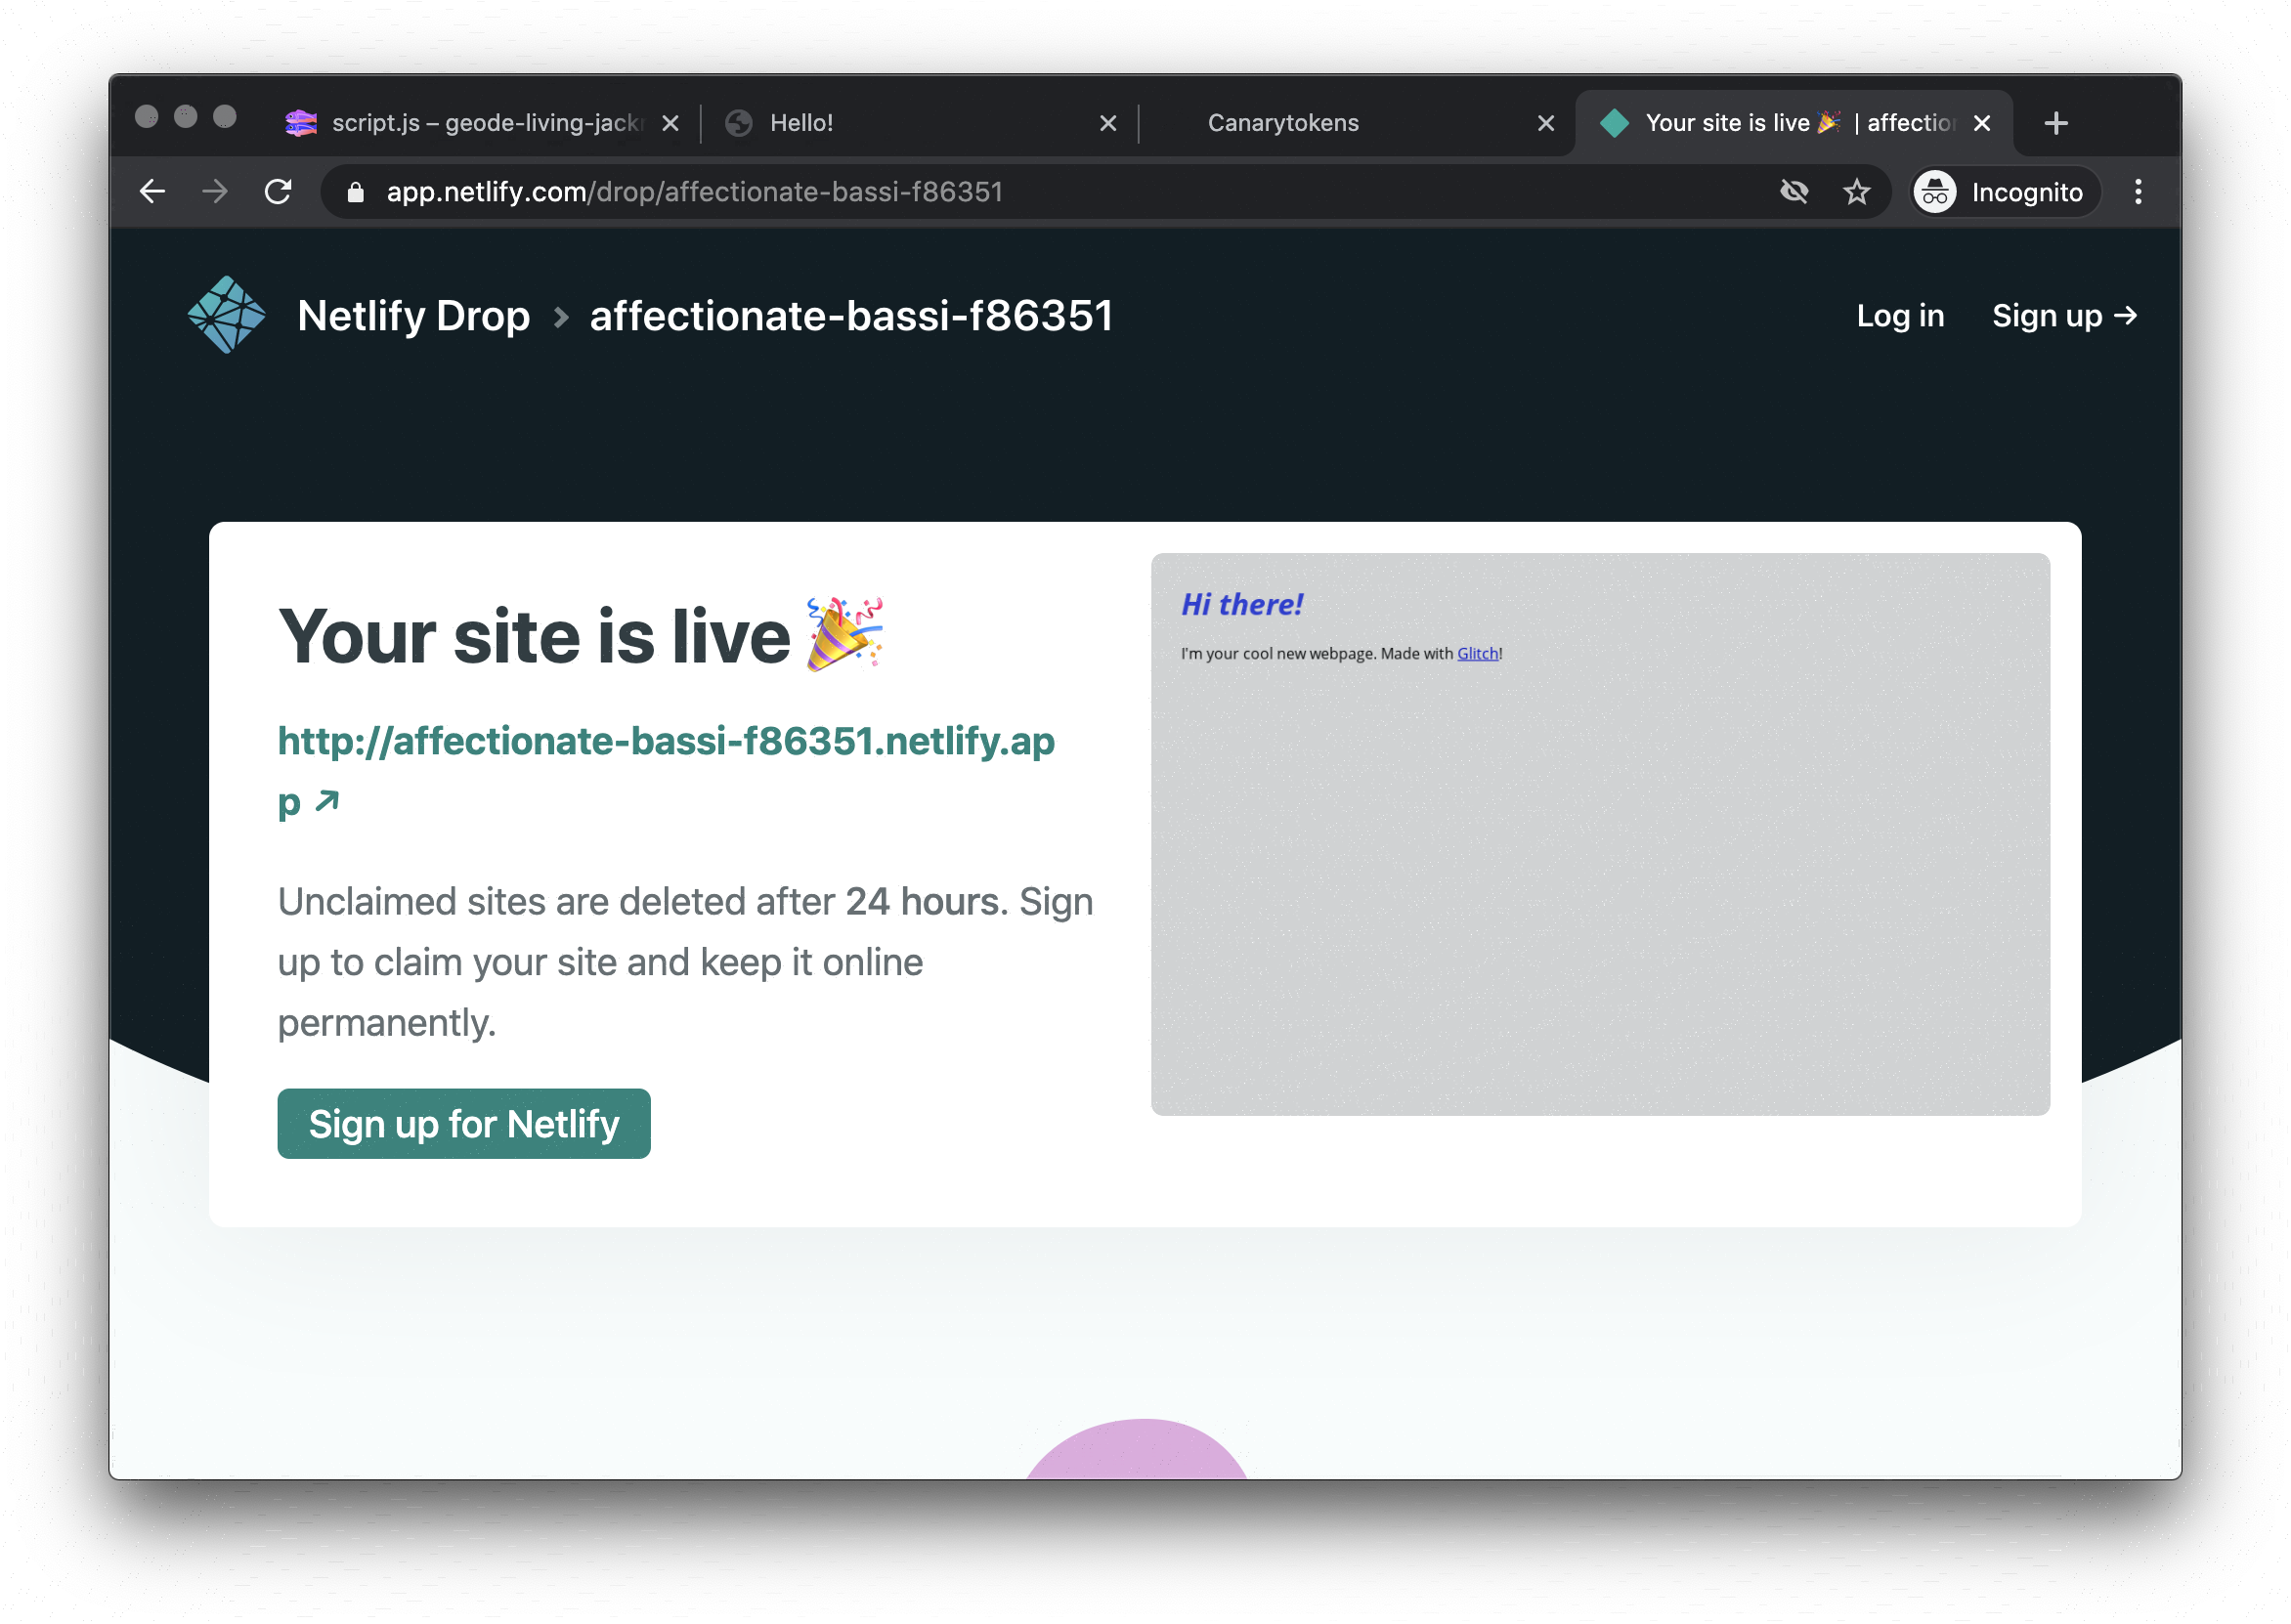 script.js – geode-living-jack
Hello!
Canarytokens
Your site is live 🎉 | affection
app.netlify.com/drop/affectionate-bassi-f86351
Incognito
Netlify Drop > affectionate-bassi-f86351
Log in
Sign up →
Your site is live 🎉
http://affectionate-bassi-f86351.netlify.ap
p ↗
Unclaimed sites are deleted after 24 hours. Sign
up to claim your site and keep it online
permanently.
Sign up for Netlify
Hi there!
I'm your cool new webpage. Made with Glitch!